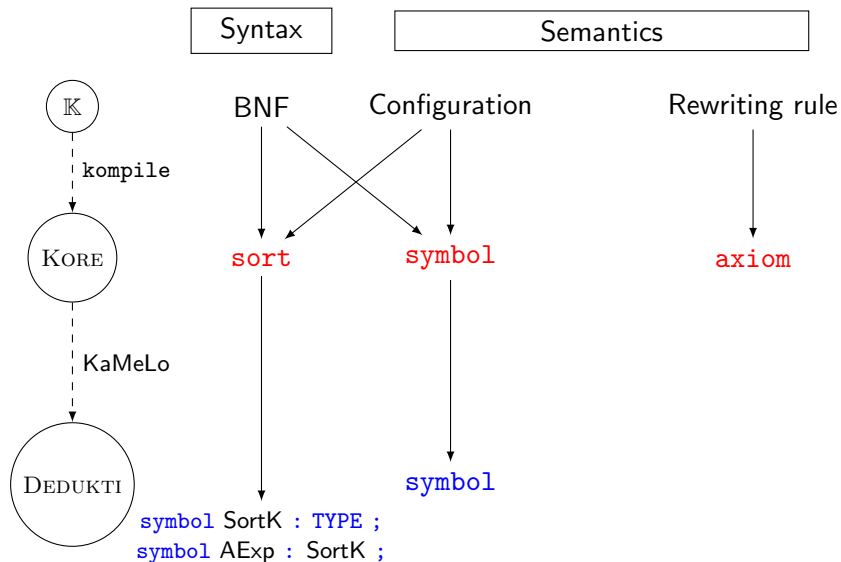 Syntax
Semantics
𝕂
BNF
Configuration
Rewriting rule
kompile
KORE
sort
symbol
axiom
KaMeLo
DEDUKTI
symbol
symbol SortK : TYPE ;
symbol AExp : SortK ;